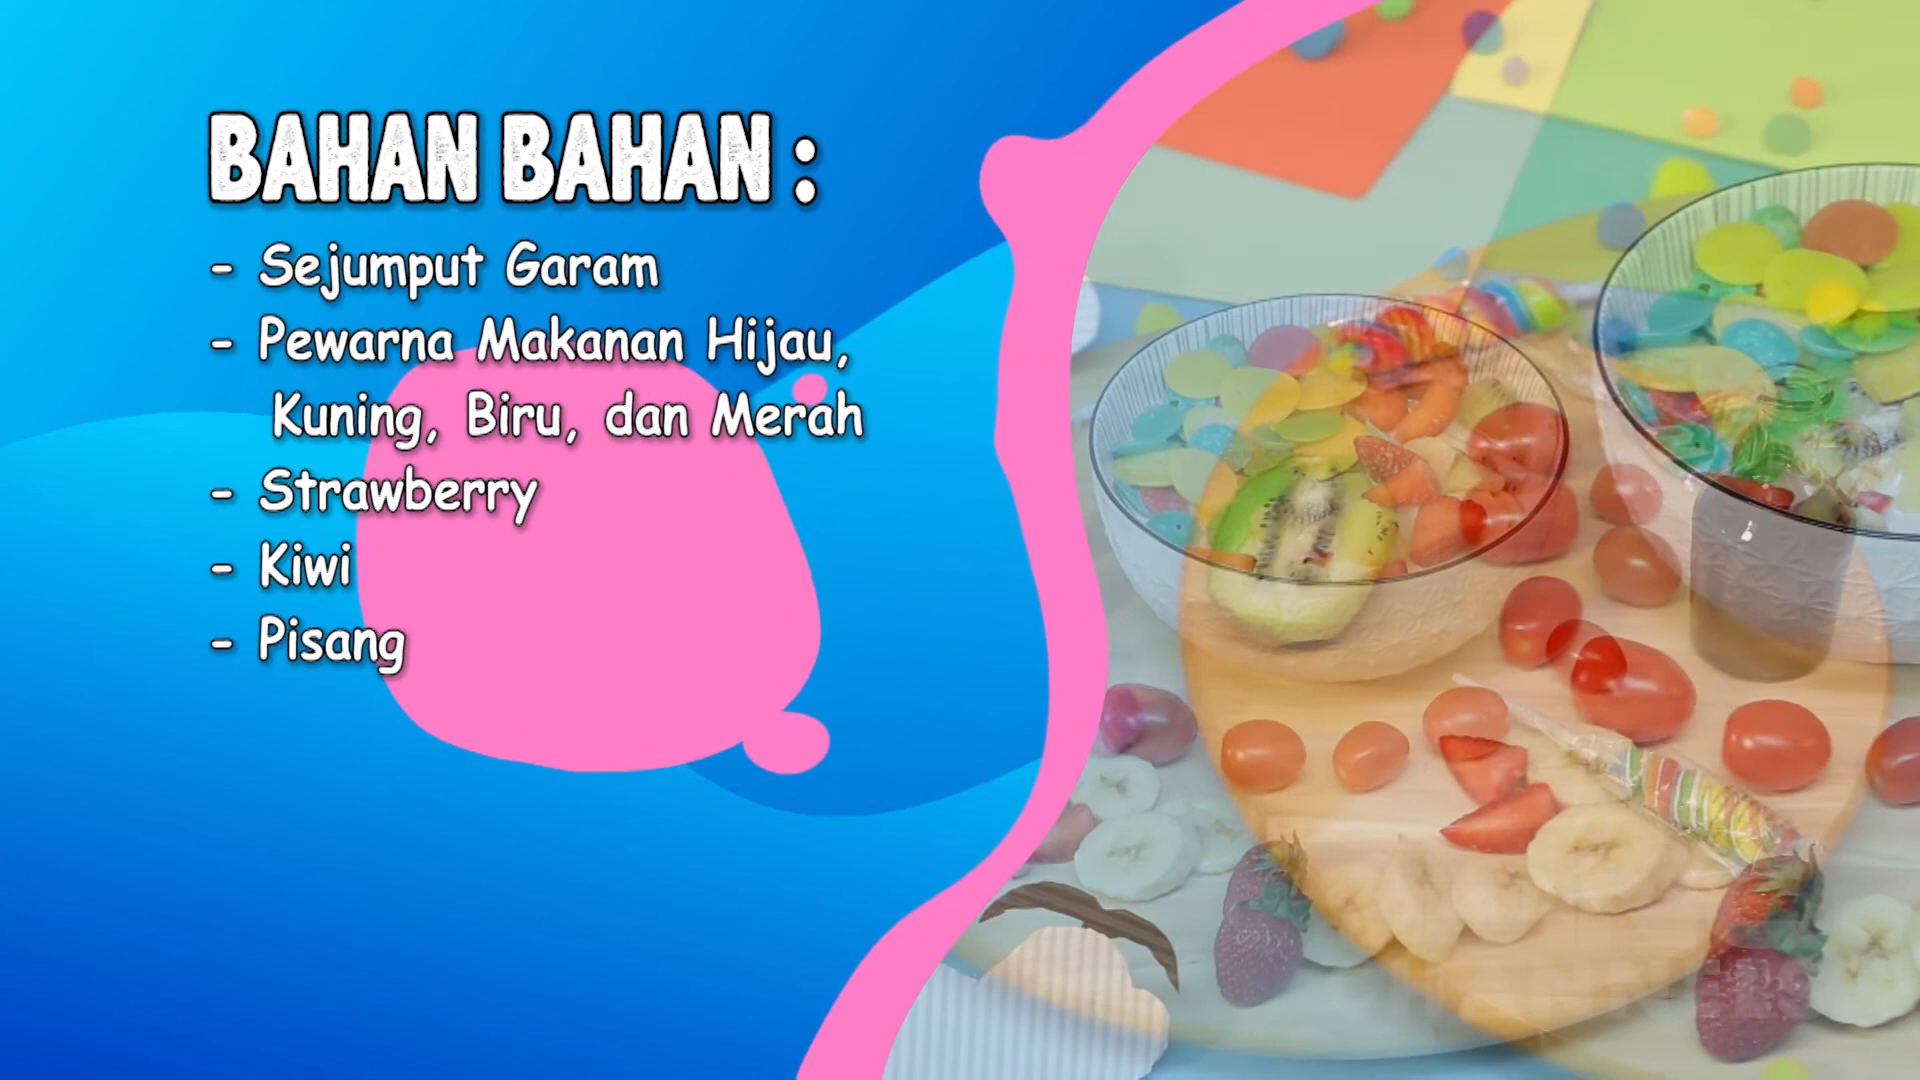 BAHAN BAHAN :
- Sejumput Garam
- Pewarna Makanan Hijau,
Kuning, Biru, dan Merah
- Strawberry
- Kiwi
- Pisang